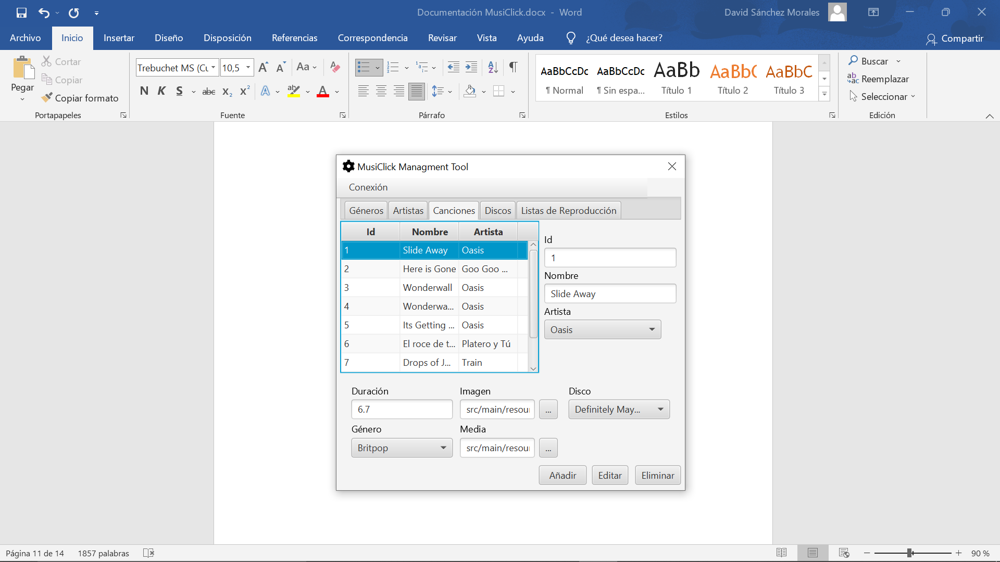 Documentación MusiClick.docx - Word
David Sánchez Morales
Archivo Inicio Insertar Diseño Disposición Referencias Correspondencia Revisar Vista Ayuda ¿Qué desea hacer? Compartir
Pegar
Cortar
Copiar
Copiar formato
Portapapeles
Trebuchet MS (Cu 10,5
N K S abc X₂ X²
Fuente
Párrafo
AaBbCcDc AaBbCcDc AaBb AaBbC AaBbC
¶ Normal ¶ Sin espa... Título 1 Título 2 Título 3
Estilos
Buscar
Reemplazar
Seleccionar
Edición
MusiClick Managment Tool
Conexión
Géneros Artistas Canciones Discos Listas de Reproducción
Id Nombre Artista
1 Slide Away Oasis
2 Here is Gone Goo Goo ...
3 Wonderwall Oasis
4 Wonderwa... Oasis
5 Its Getting ... Oasis
6 El roce de t... Platero y Tú
7 Drops of J... Train
Id
1
Nombre
Slide Away
Artista
Oasis
Duración Imagen Disco
6.7 src/main/resou ... Definitely May...
Género Media
Britpop src/main/resou ...
Añadir Editar Eliminar
Página 11 de 14 1857 palabras 90 %